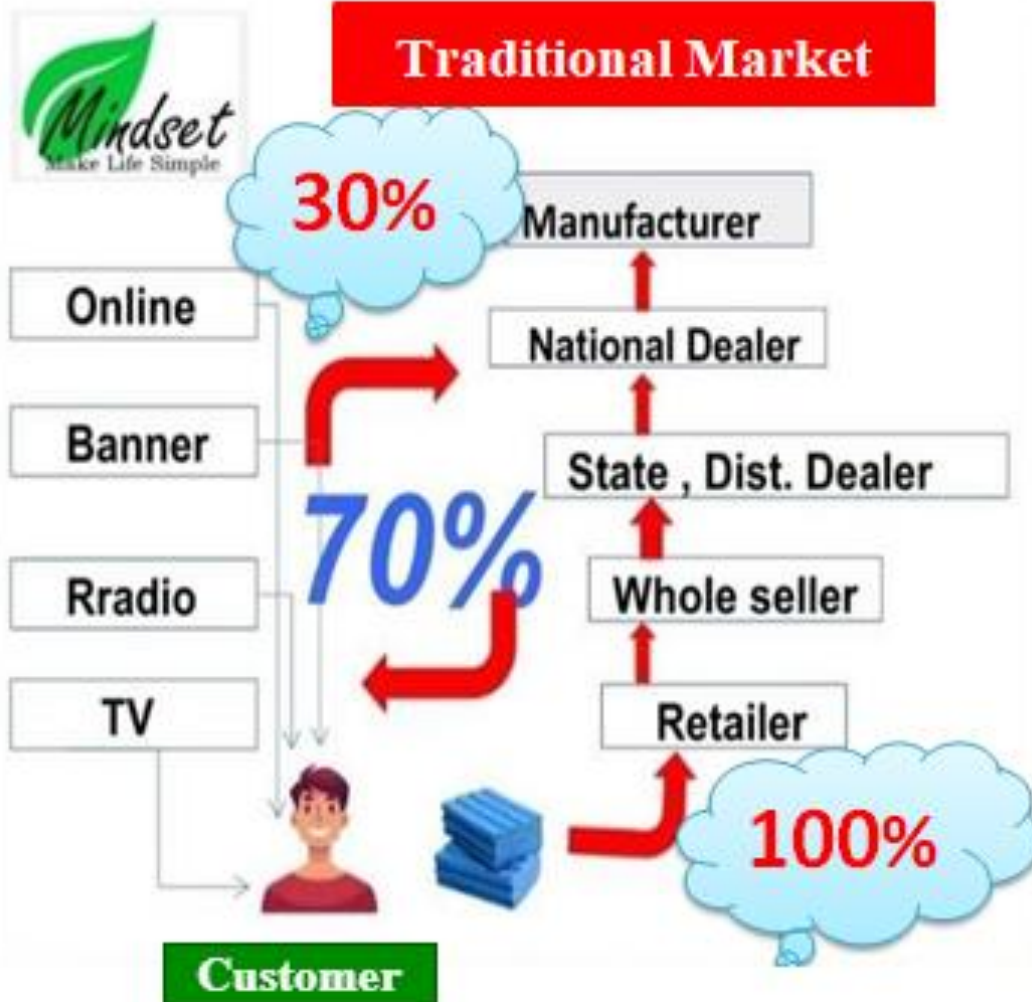 Mindset
Make Life Simple
Traditional Market
30%
Manufacturer
Online
National Dealer
Banner
State , Dist. Dealer
70%
Rradio
Whole seller
TV
Retailer
100%
Customer